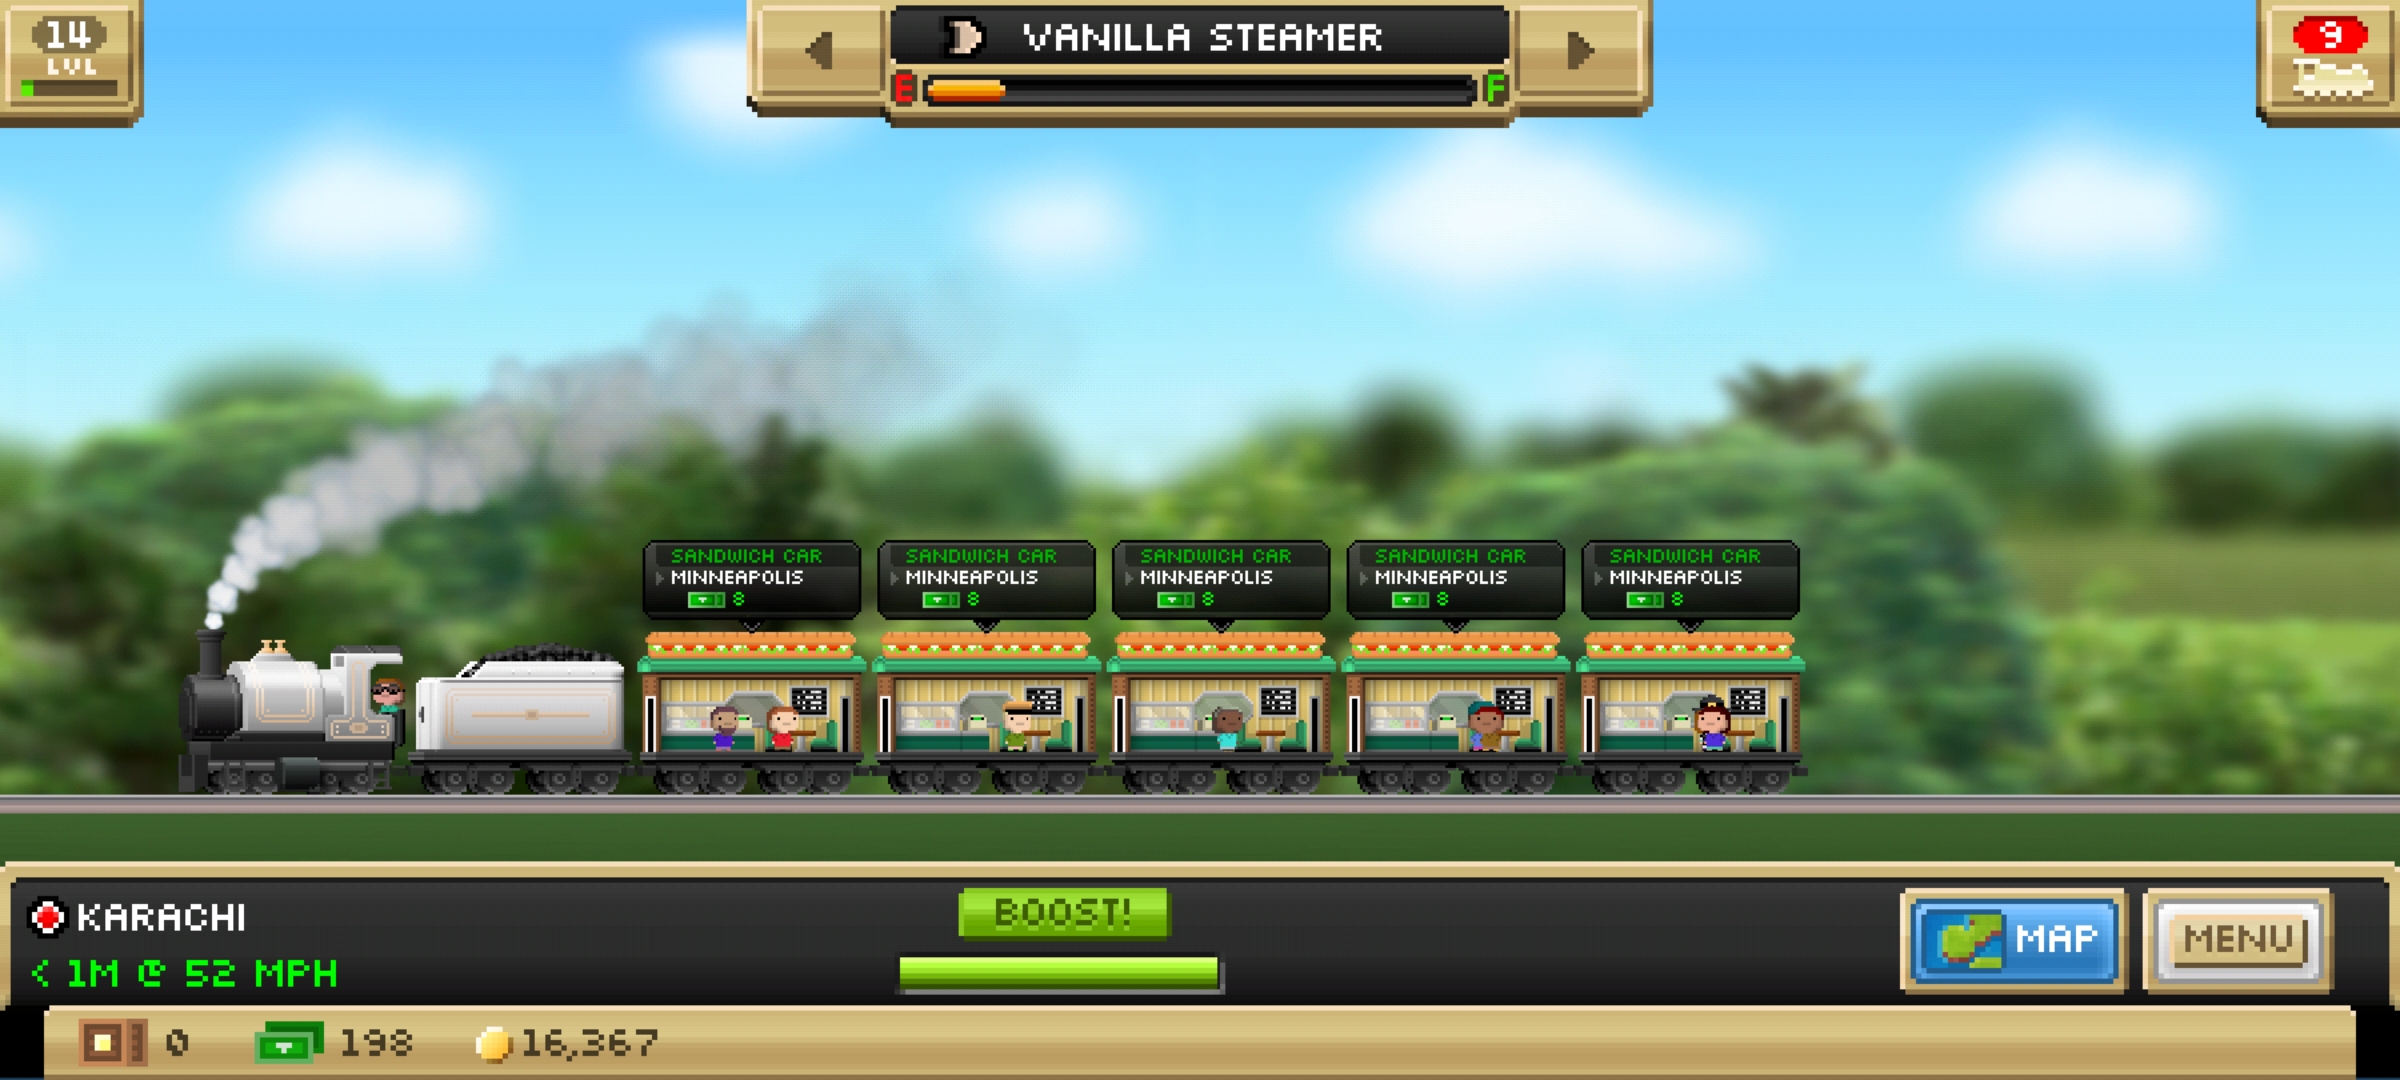 14
LVL
VANILLA STEAMER
E F
9
SANDWICH CAR
MINNEAPOLIS
8
SANDWICH CAR
MINNEAPOLIS
8
SANDWICH CAR
MINNEAPOLIS
8
SANDWICH CAR
MINNEAPOLIS
8
SANDWICH CAR
MINNEAPOLIS
8
KARACHI
< 1M @ 52 MPH
BOOST!
MAP
MENU
0 198 16,367